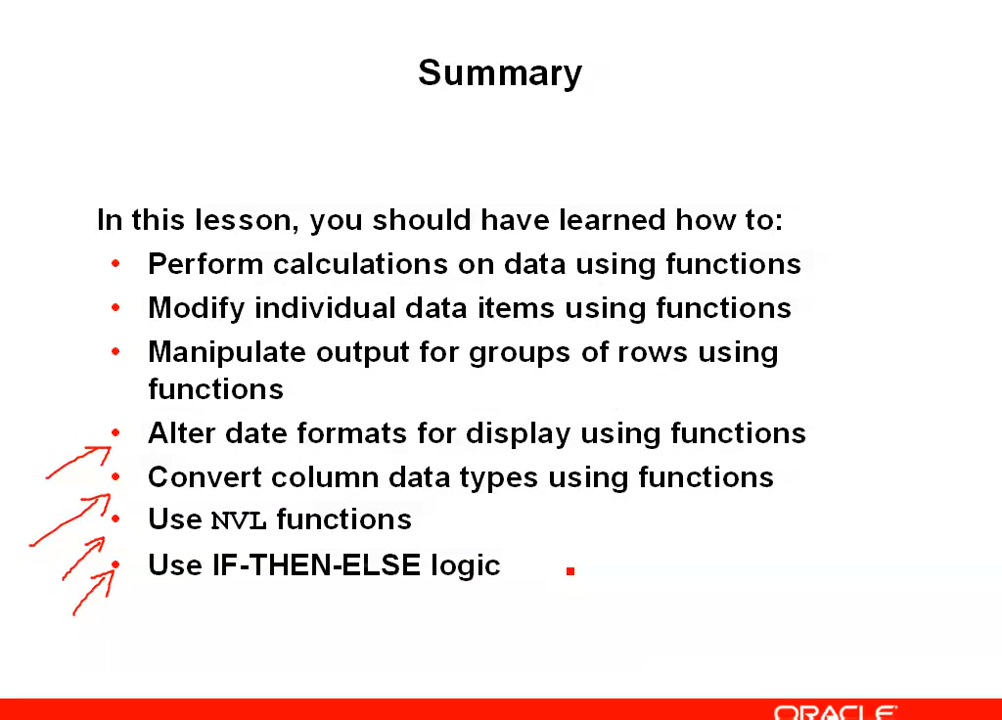 Summary
In this lesson, you should have learned how to:
• Perform calculations on data using functions
• Modify individual data items using functions
• Manipulate output for groups of rows using
functions
• Alter date formats for display using functions
• Convert column data types using functions
• Use NVL functions
• Use IF-THEN-ELSE logic
ORACLE